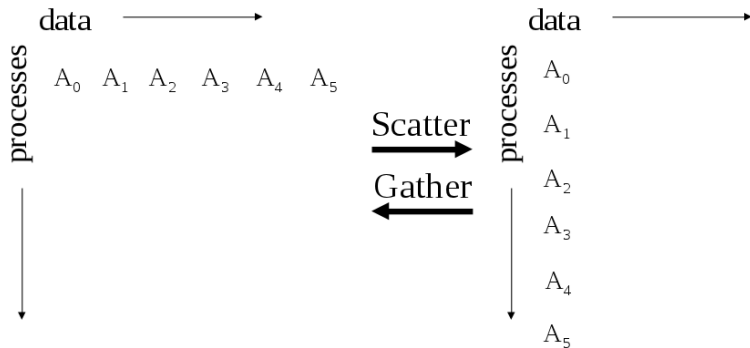 data
processes
A₀ A₁ A₂ A₃ A₄ A₅
Scatter
Gather
data
processes
A₀
A₁
A₂
A₃
A₄
A₅